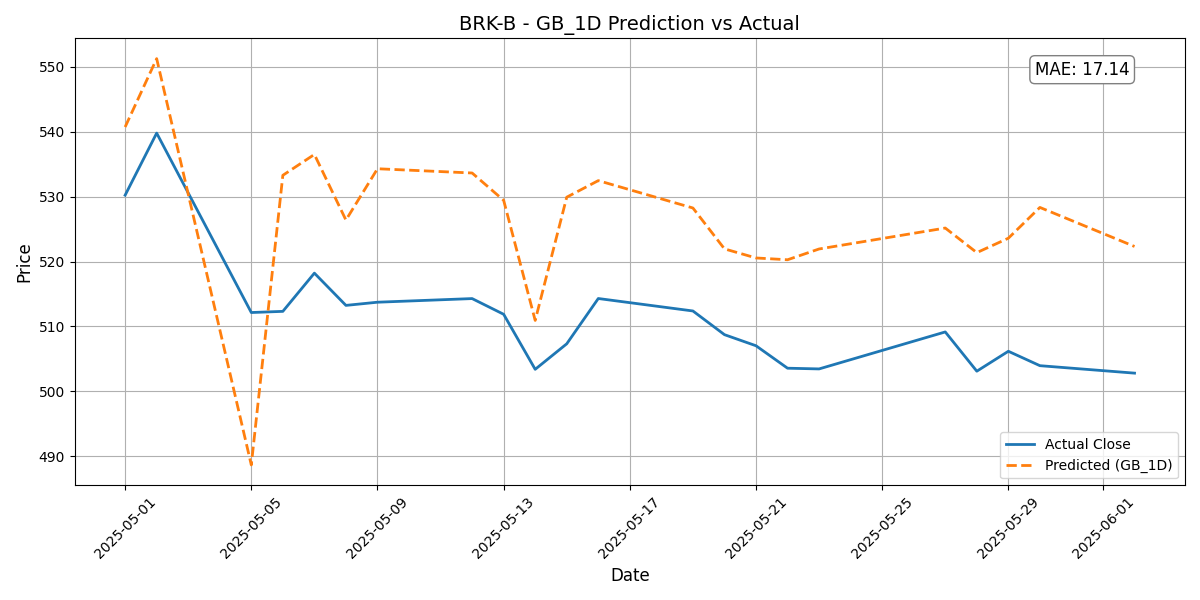 BRK-B - GB_1D Prediction vs Actual
MAE: 17.14
Price
550
540
530
520
510
500
490
Actual Close
Predicted (GB_1D)
2025-05-01
2025-05-05
2025-05-09
2025-05-13
2025-05-17
2025-05-21
2025-05-25
2025-05-29
2025-06-01
Date